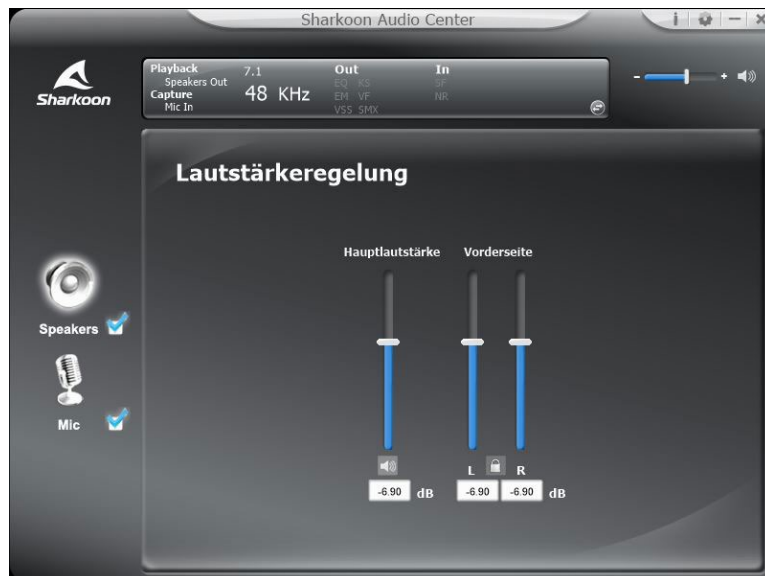 Sharkoon Audio Center
Sharkoon
Playback 7.1 Out In
Speakers Out EQ KS SF
Capture 48 KHz EM VF NR
Mic In VSS SMX
- +
Lautstärkeregelung
Hauptlautstärke Vorderseite
Speakers
Mic
L R
-6.90 dB -6.90 -6.90 dB